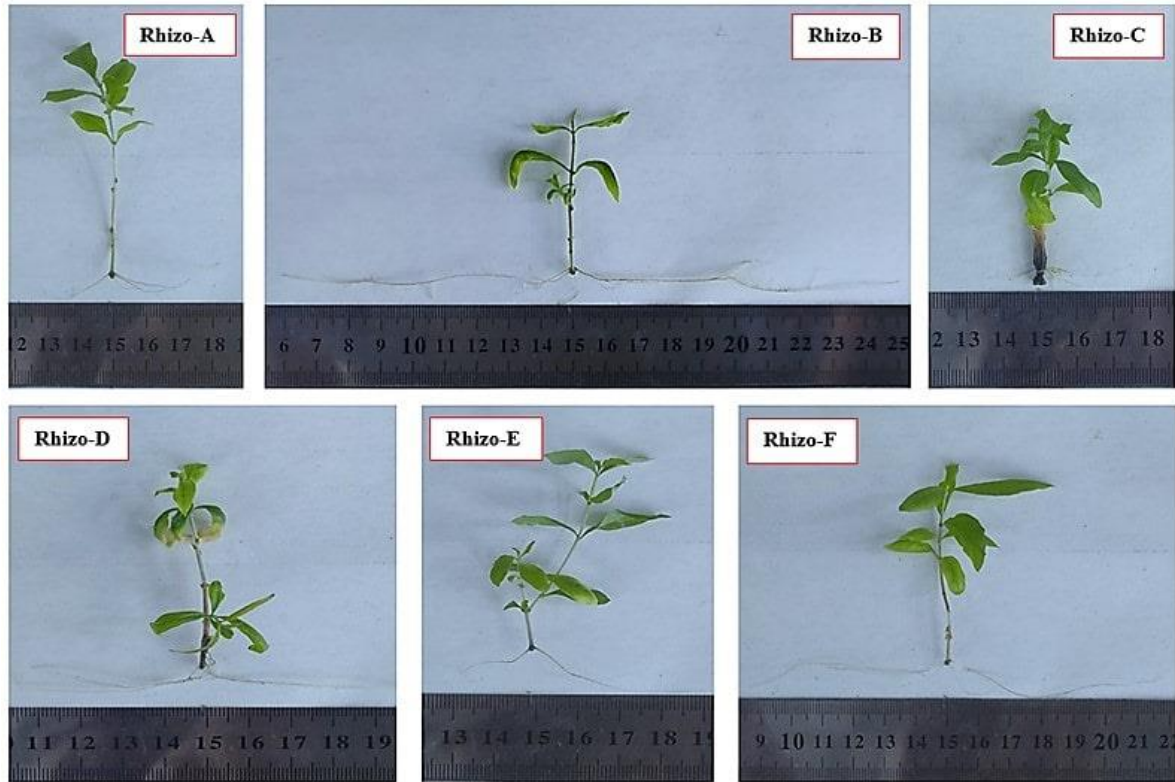 Rhizo-A
Rhizo-B
Rhizo-C
12 13 14 15 16 17 18 1
6 7 8 9 10 11 12 13 14 15 16 17 18 19 20 21 22 23 24 25
2 13 14 15 16 17 18
Rhizo-D
Rhizo-E
Rhizo-F
11 12 13 14 15 16 17 18 19
13 14 15 16 17 18 19
9 10 11 12 13 14 15 16 17 18 19 20 21 22